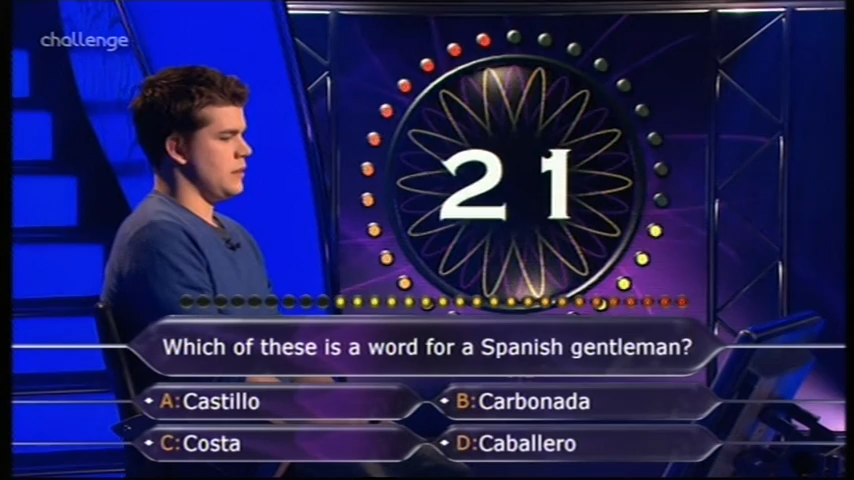 challenge
21
Which of these is a word for a Spanish gentleman?
A: Castillo
B: Carbonada
C: Costa
D: Caballero